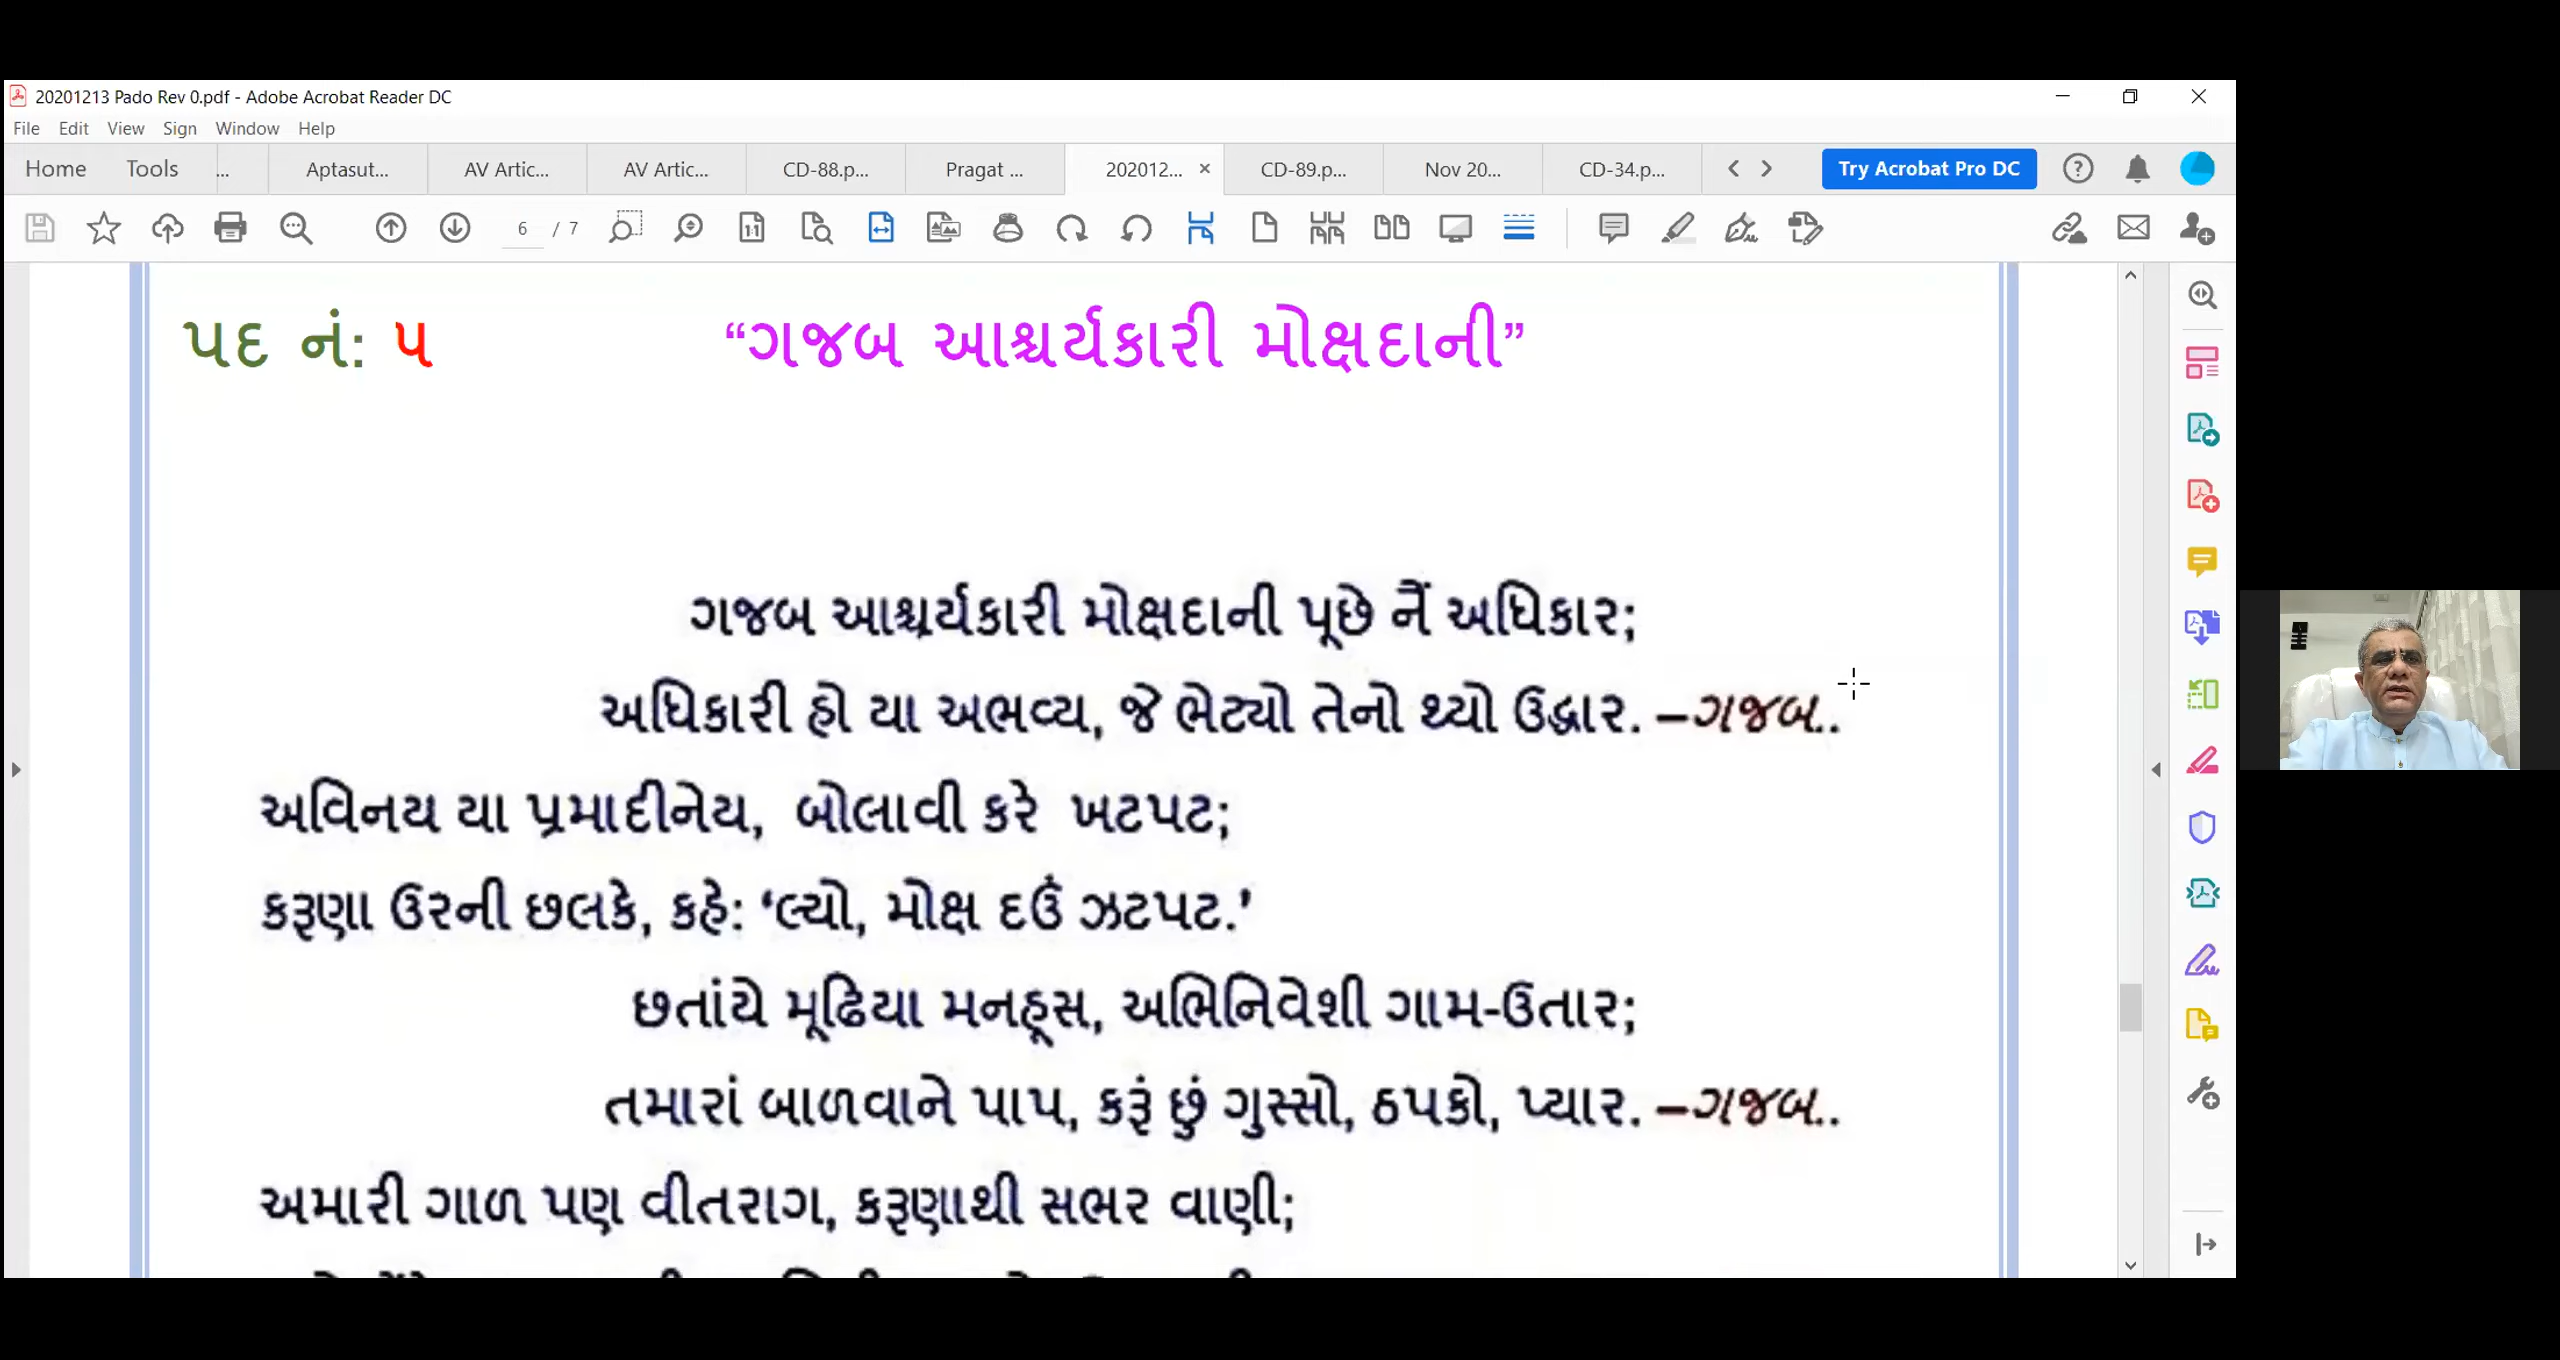 20201213 Pado Rev 0.pdf - Adobe Acrobat Reader DC
File Edit View Sign Window Help
Home Tools ... Aptasut... AV Artic... AV Artic... CD-88.p... Pragat ... 202012... CD-89.p... Nov 20... CD-34.p... Try Acrobat Pro DC
6 / 7
પદ નં: ૫ “ગજબ આશ્ચર્યકારી મોક્ષદાની”
ગજબ આશ્ચર્યકારી મોક્ષદાની પૂછે નૈં અધિકાર;
અધિકારી હો યા અભવ્ય, જે ભેટ્યો તેનો થ્યો ઉદ્ધાર. –ગજબ..
અવિનય યા પ્રમાદીનેય, બોલાવી કરે ખટપટ;
કરૂણા ઉરની છલકે, કહે: ‘લ્યો, મોક્ષ દઉં ઝટપટ.’
છતાંયે મૂઢિયા મનહૂસ, અભિનિવેશી ગામ-ઉતાર;
તમારાં બાળવાને પાપ, કરૂં છું ગુસ્સો, ઠપકો, પ્યાર. –ગજબ..
અમારી ગાળ પણ વીતરાગ, કરૂણાથી સભર વાણી;